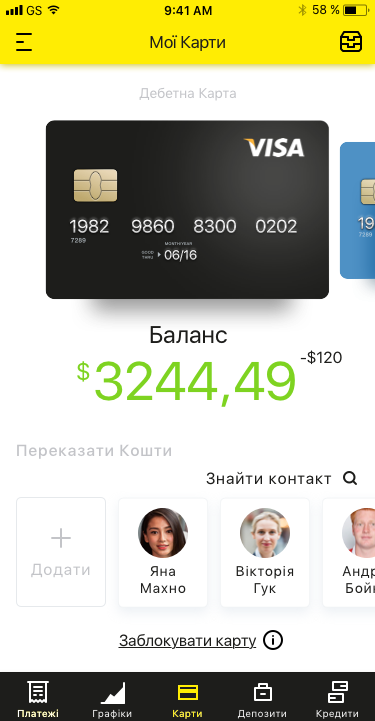 GS 9:41 AM 58 %
Мої Карти
Дебетна Карта
VISA
1982 9860 8300 0202
7289
MONTH/YEAR
GOOD THRU 06/16
19
Баланс
$3244,49 -$120
Переказати Кошти
Знайти контакт
Додати
Яна
Махно
Вікторія
Гук
Андр
Бойк
Заблокувати карту
Платежі Графіки Карти Депозити Кредити